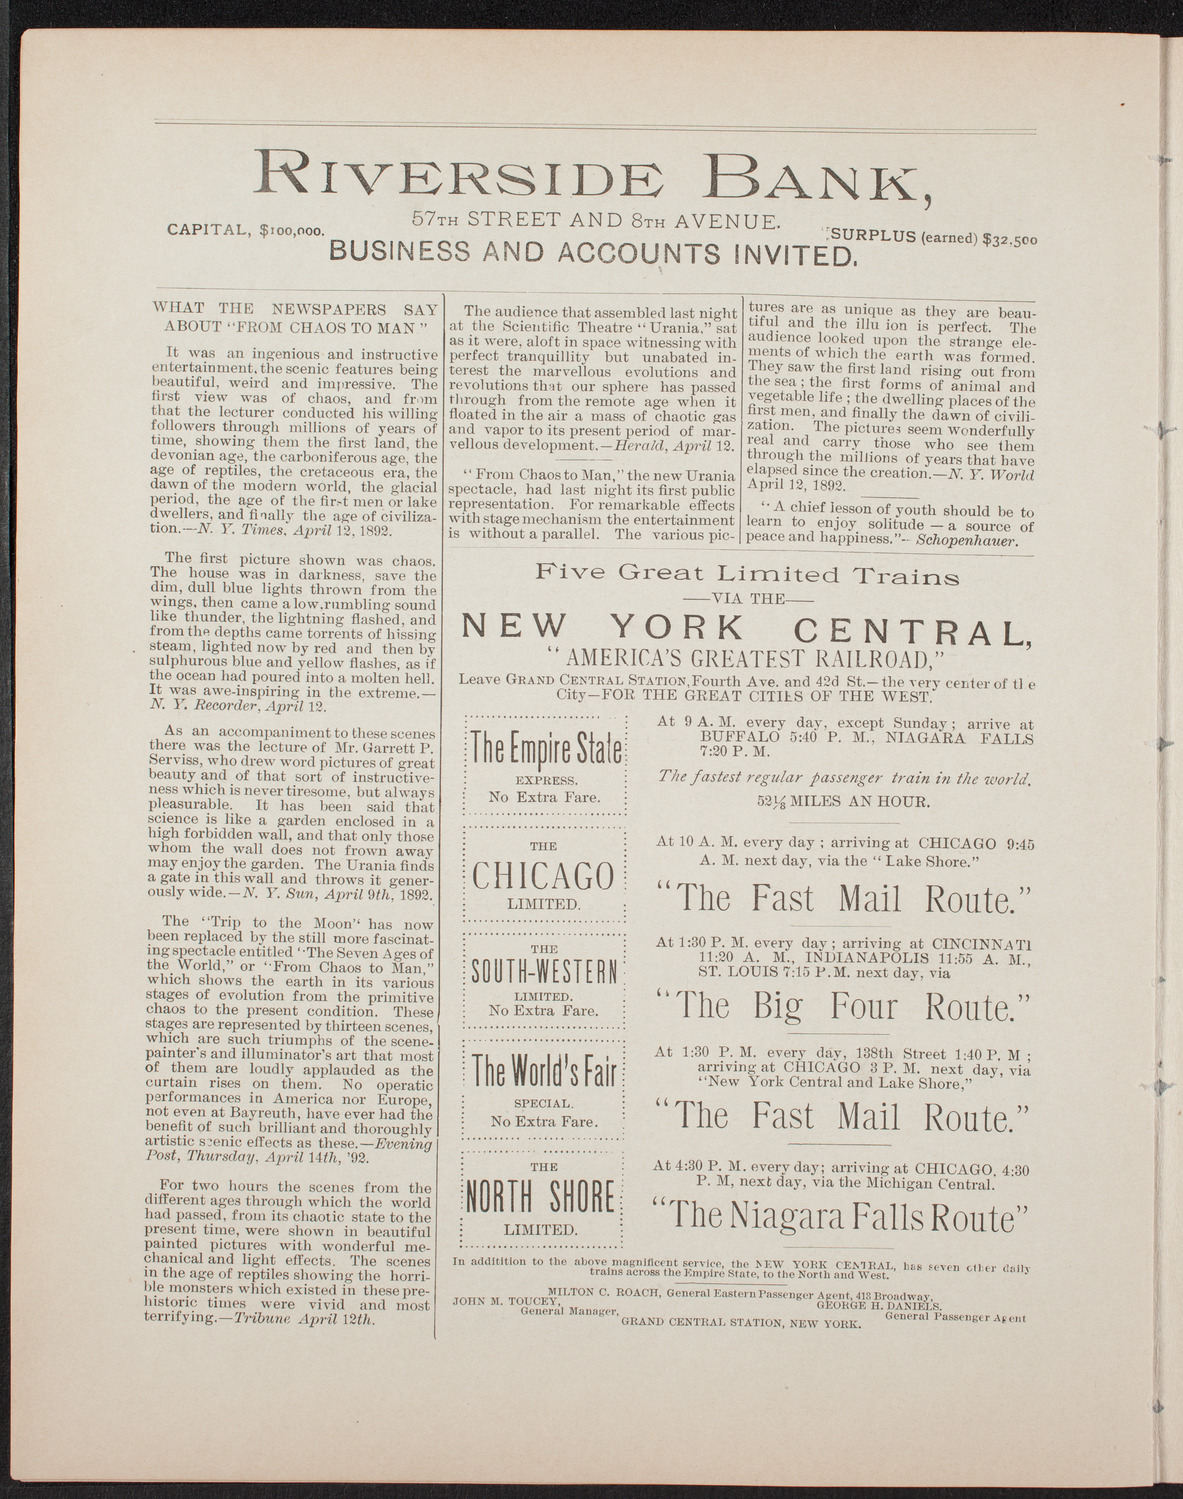 RIVERSIDE BANK,
57TH STREET AND 8TH AVENUE.
CAPITAL, $100,000.
SURPLUS (earned) $32,500
BUSINESS AND ACCOUNTS INVITED.
WHAT THE NEWSPAPERS SAY
ABOUT "FROM CHAOS TO MAN"
It was an ingenious and instructive
entertainment, the scenic features being
beautiful, weird and impressive. The
first view was of chaos, and from
that the lecturer conducted his willing
followers through millions of years of
time, showing them the first land, the
devonian age, the carboniferous age, the
age of reptiles, the cretaceous era, the
dawn of the modern world, the glacial
period, the age of the first men or lake
dwellers, and finally the age of civiliza-
tion.—N. Y. Times, April 12, 1892.
The first picture shown was chaos.
The house was in darkness, save the
dim, dull blue lights thrown from the
wings, then came a low, rumbling sound
like thunder, the lightning flashed, and
from the depths came torrents of hissing
steam, lighted now by red and then by
sulphurous blue and yellow flashes, as if
the ocean had poured into a molten hell.
It was awe-inspiring in the extreme.—
N. Y. Recorder, April 12.
As an accompaniment to these scenes
there was the lecture of Mr. Garrett P.
Serviss, who drew word pictures of great
beauty and of that sort of instructive-
ness which is never tiresome, but always
pleasurable. It has been said that
science is like a garden enclosed in a
high forbidden wall, and that only those
whom the wall does not frown away
may enjoy the garden. The Urania finds
a gate in this wall and throws it gener-
ously wide.—N. Y. Sun, April 9th, 1892.
The "Trip to the Moon" has now
been replaced by the still more fascinat-
ing spectacle entitled "The Seven Ages of
the World," or "From Chaos to Man,"
which shows the earth in its various
stages of evolution from the primitive
chaos to the present condition. These
stages are represented by thirteen scenes,
which are such triumphs of the scene-
painter's and illuminator's art that most
of them are loudly applauded as the
curtain rises on them. No operatic
performances in America nor Europe,
not even at Bayreuth, have ever had the
benefit of such brilliant and thoroughly
artistic scenic effects as these.—Evening
Post, Thursday, April 14th, '92.
For two hours the scenes from the
different ages through which the world
had passed, from its chaotic state to the
present time, were shown in beautiful
painted pictures with wonderful me-
chanical and light effects. The scenes
in the age of reptiles showing the horri-
ble monsters which existed in these pre-
historic times were vivid and most
terrifying.—Tribune April 12th.
The audience that assembled last night
at the Scientific Theatre "Urania," sat
as it were, aloft in space witnessing with
perfect tranquillity but unabated in-
terest the marvellous evolutions and
revolutions that our sphere has passed
through from the remote age when it
floated in the air a mass of chaotic gas
and vapor to its present period of mar-
vellous development.—Herald, April 12.
"From Chaos to Man," the new Urania
spectacle, had last night its first public
representation. For remarkable effects
with stage mechanism the entertainment
is without a parallel. The various pic-
tures are as unique as they are beau-
tiful and the illu ion is perfect. The
audience looked upon the strange ele-
ments of which the earth was formed.
They saw the first land rising out from
the sea; the first forms of animal and
vegetable life; the dwelling places of the
first men, and finally the dawn of civili-
zation. The pictures seem wonderfully
real and carry those who see them
through the millions of years that have
elapsed since the creation.—N. Y. World
April 12, 1892.
"A chief lesson of youth should be to
learn to enjoy solitude—a source of
peace and happiness."—Schopenhauer.
Five Great Limited Trains
—VIA THE—
NEW YORK CENTRAL,
"AMERICA'S GREATEST RAILROAD,"
Leave GRAND CENTRAL STATION, Fourth Ave. and 42d St.—the very center of the
City—FOR THE GREAT CITIES OF THE WEST.
The Empire State
EXPRESS.
No Extra Fare.
At 9 A. M. every day, except Sunday; arrive at
BUFFALO 5:40 P. M., NIAGARA FALLS
7:20 P. M.
The fastest regular passenger train in the world.
52⅛ MILES AN HOUR.
THE
CHICAGO
LIMITED.
At 10 A. M. every day; arriving at CHICAGO 9:45
A. M. next day, via the "Lake Shore."
"The Fast Mail Route."
THE
SOUTH-WESTERN
LIMITED.
No Extra Fare.
At 1:30 P. M. every day; arriving at CINCINNATI
11:20 A. M., INDIANAPOLIS 11:55 A. M.,
ST. LOUIS 7:15 P. M. next day, via
"The Big Four Route."
The World's Fair
SPECIAL.
No Extra Fare.
At 1:30 P. M. every day, 138th Street 1:40 P. M;
arriving at CHICAGO 3 P. M. next day, via
"New York Central and Lake Shore,"
"The Fast Mail Route."
THE
NORTH SHORE
LIMITED.
At 4:30 P. M. every day; arriving at CHICAGO, 4:30
P. M, next day, via the Michigan Central.
"The Niagara Falls Route"
In additition to the above magnificent service, the NEW YORK CENTRAL, has seven other daily
trains across the Empire State, to the North and West.
MILTON C. ROACH, General Eastern Passenger Agent, 413 Broadway,
JOHN M. TOUCEY,
General Manager,
GEORGE H. DANIELS.
General Passenger Agent
GRAND CENTRAL STATION, NEW YORK.